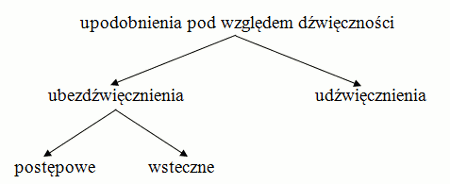 upodobnienia pod względem dźwięczności
ubezdźwięcznienia udźwięcznienia
postępowe wsteczne